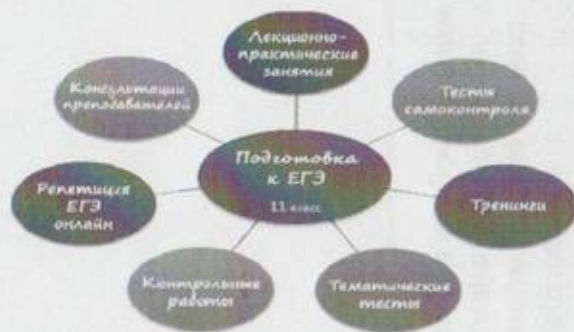 Лекционно-
практические
занятия
Консультации
преподавателей
Тесты
самоконтроля
Подготовка
к ЕГЭ
11 класс
Репетиция
ЕГЭ
онлайн
Тренинги
Контрольные
работы
Тематические
тесты